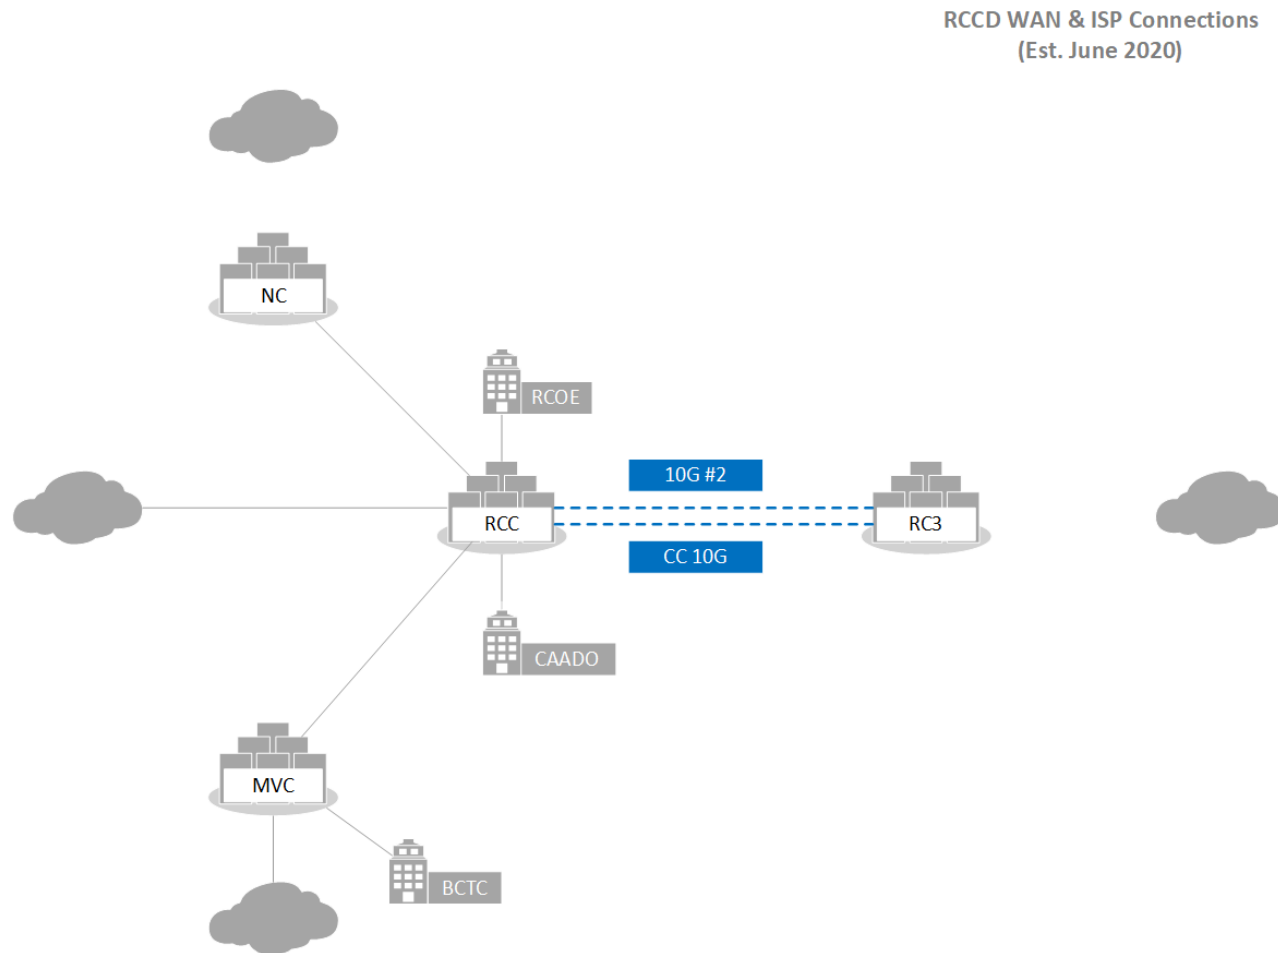 RCCD WAN & ISP Connections
(Est. June 2020)
NC
RCOE
10G #2
RCC
RC3
CC 10G
CAADO
MVC
BCTC